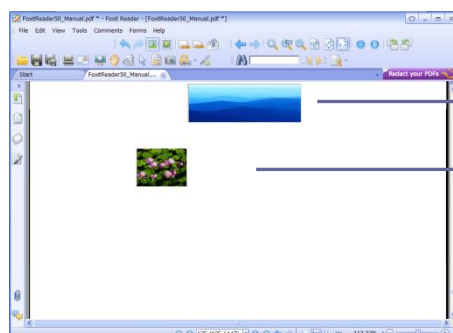 FoxitReader50_Manual.pdf * - Foxit Reader - [FoxitReader50_Manual.pdf *]
File Edit View Tools Comments Forms Help
Start FoxitReader50_Manual.... Redact your PDFs